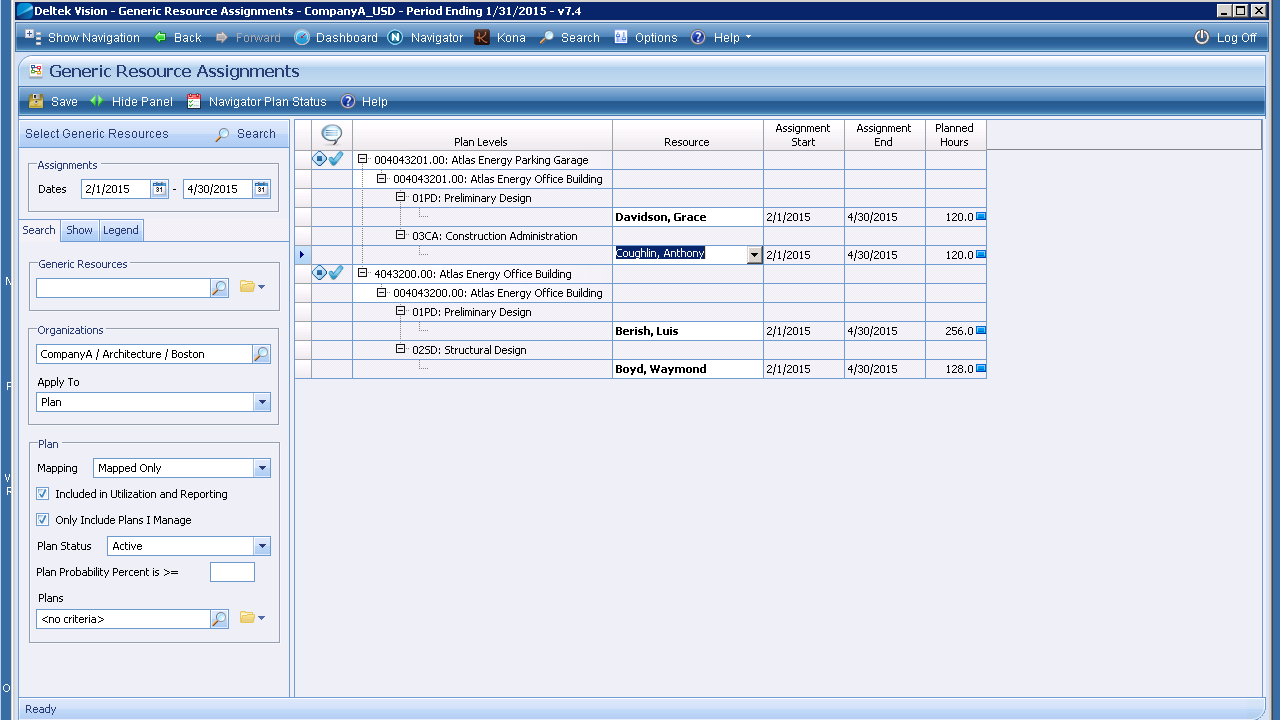 Deltek Vision - Generic Resource Assignments - CompanyA_USD - Period Ending 1/31/2015 - v7.4
Show Navigation Back Forward Dashboard Navigator Kona Search Options Help Log Off
Generic Resource Assignments
Save Hide Panel Navigator Plan Status Help
Select Generic Resources Search
Assignments
Dates 2/1/2015 31 - 4/30/2015 31
Search Show Legend
Generic Resources
Organizations
CompanyA / Architecture / Boston
Apply To
Plan
Plan
Mapping Mapped Only
Included in Utilization and Reporting
Only Include Plans I Manage
Plan Status Active
Plan Probability Percent is >=
Plans
<no criteria>
Plan Levels Resource Assignment Start Assignment End Planned Hours
004043201.00: Atlas Energy Parking Garage
004043201.00: Atlas Energy Office Building
01PD: Preliminary Design
Davidson, Grace 2/1/2015 4/30/2015 120.0
03CA: Construction Administration
Coughlin, Anthony 2/1/2015 4/30/2015 120.0
4043200.00: Atlas Energy Office Building
004043200.00: Atlas Energy Office Building
01PD: Preliminary Design
Berish, Luis 2/1/2015 4/30/2015 256.0
02SD: Structural Design
Boyd, Waymond 2/1/2015 4/30/2015 128.0
Ready